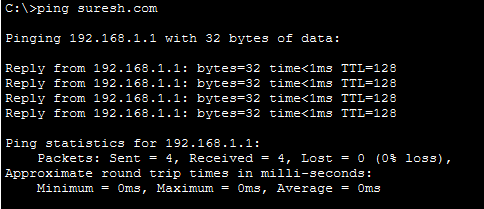 C:\>ping suresh.com
Pinging 192.168.1.1 with 32 bytes of data:
Reply from 192.168.1.1: bytes=32 time<1ms TTL=128
Reply from 192.168.1.1: bytes=32 time<1ms TTL=128
Reply from 192.168.1.1: bytes=32 time<1ms TTL=128
Reply from 192.168.1.1: bytes=32 time<1ms TTL=128
Ping statistics for 192.168.1.1:
    Packets: Sent = 4, Received = 4, Lost = 0 (0% loss),
Approximate round trip times in milli-seconds:
    Minimum = 0ms, Maximum = 0ms, Average = 0ms